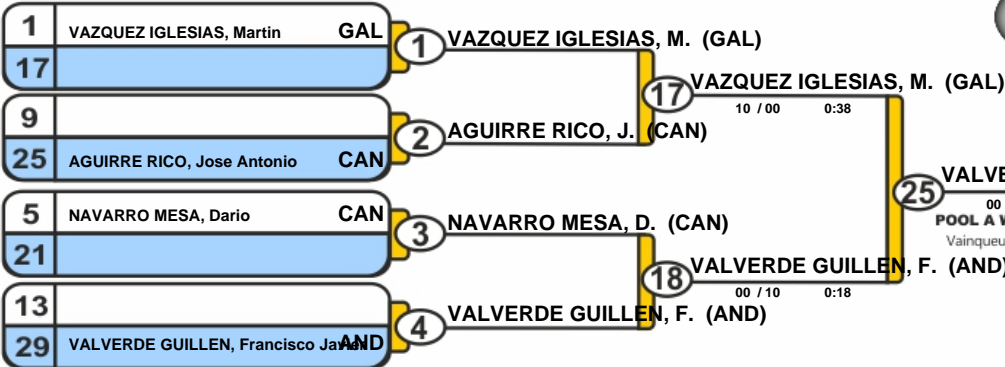 1 VAZQUEZ IGLESIAS, Martin GAL
17
1 VAZQUEZ IGLESIAS, M. (GAL)
17 VAZQUEZ IGLESIAS, M. (GAL)
10 / 00 0:38
9
25 AGUIRRE RICO, Jose Antonio CAN
2 AGUIRRE RICO, J. (CAN)
25 VALVE
00
POOL A W
Vainqueu
5 NAVARRO MESA, Dario CAN
21
3 NAVARRO MESA, D. (CAN)
18 VALVERDE GUILLEN, F. (AND)
00 / 10 0:18
13
29 VALVERDE GUILLEN, Francisco Javier AND
4 VALVERDE GUILLEN, F. (AND)